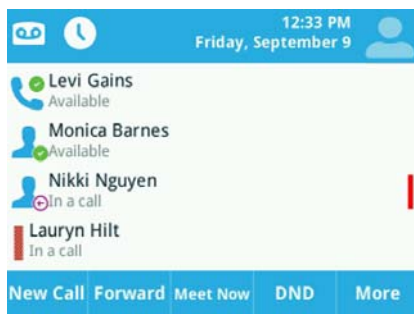 12:33 PM
Friday, September 9
Levi Gains
Available
Monica Barnes
Available
Nikki Nguyen
In a call
Lauryn Hilt
In a call
New Call Forward Meet Now DND More